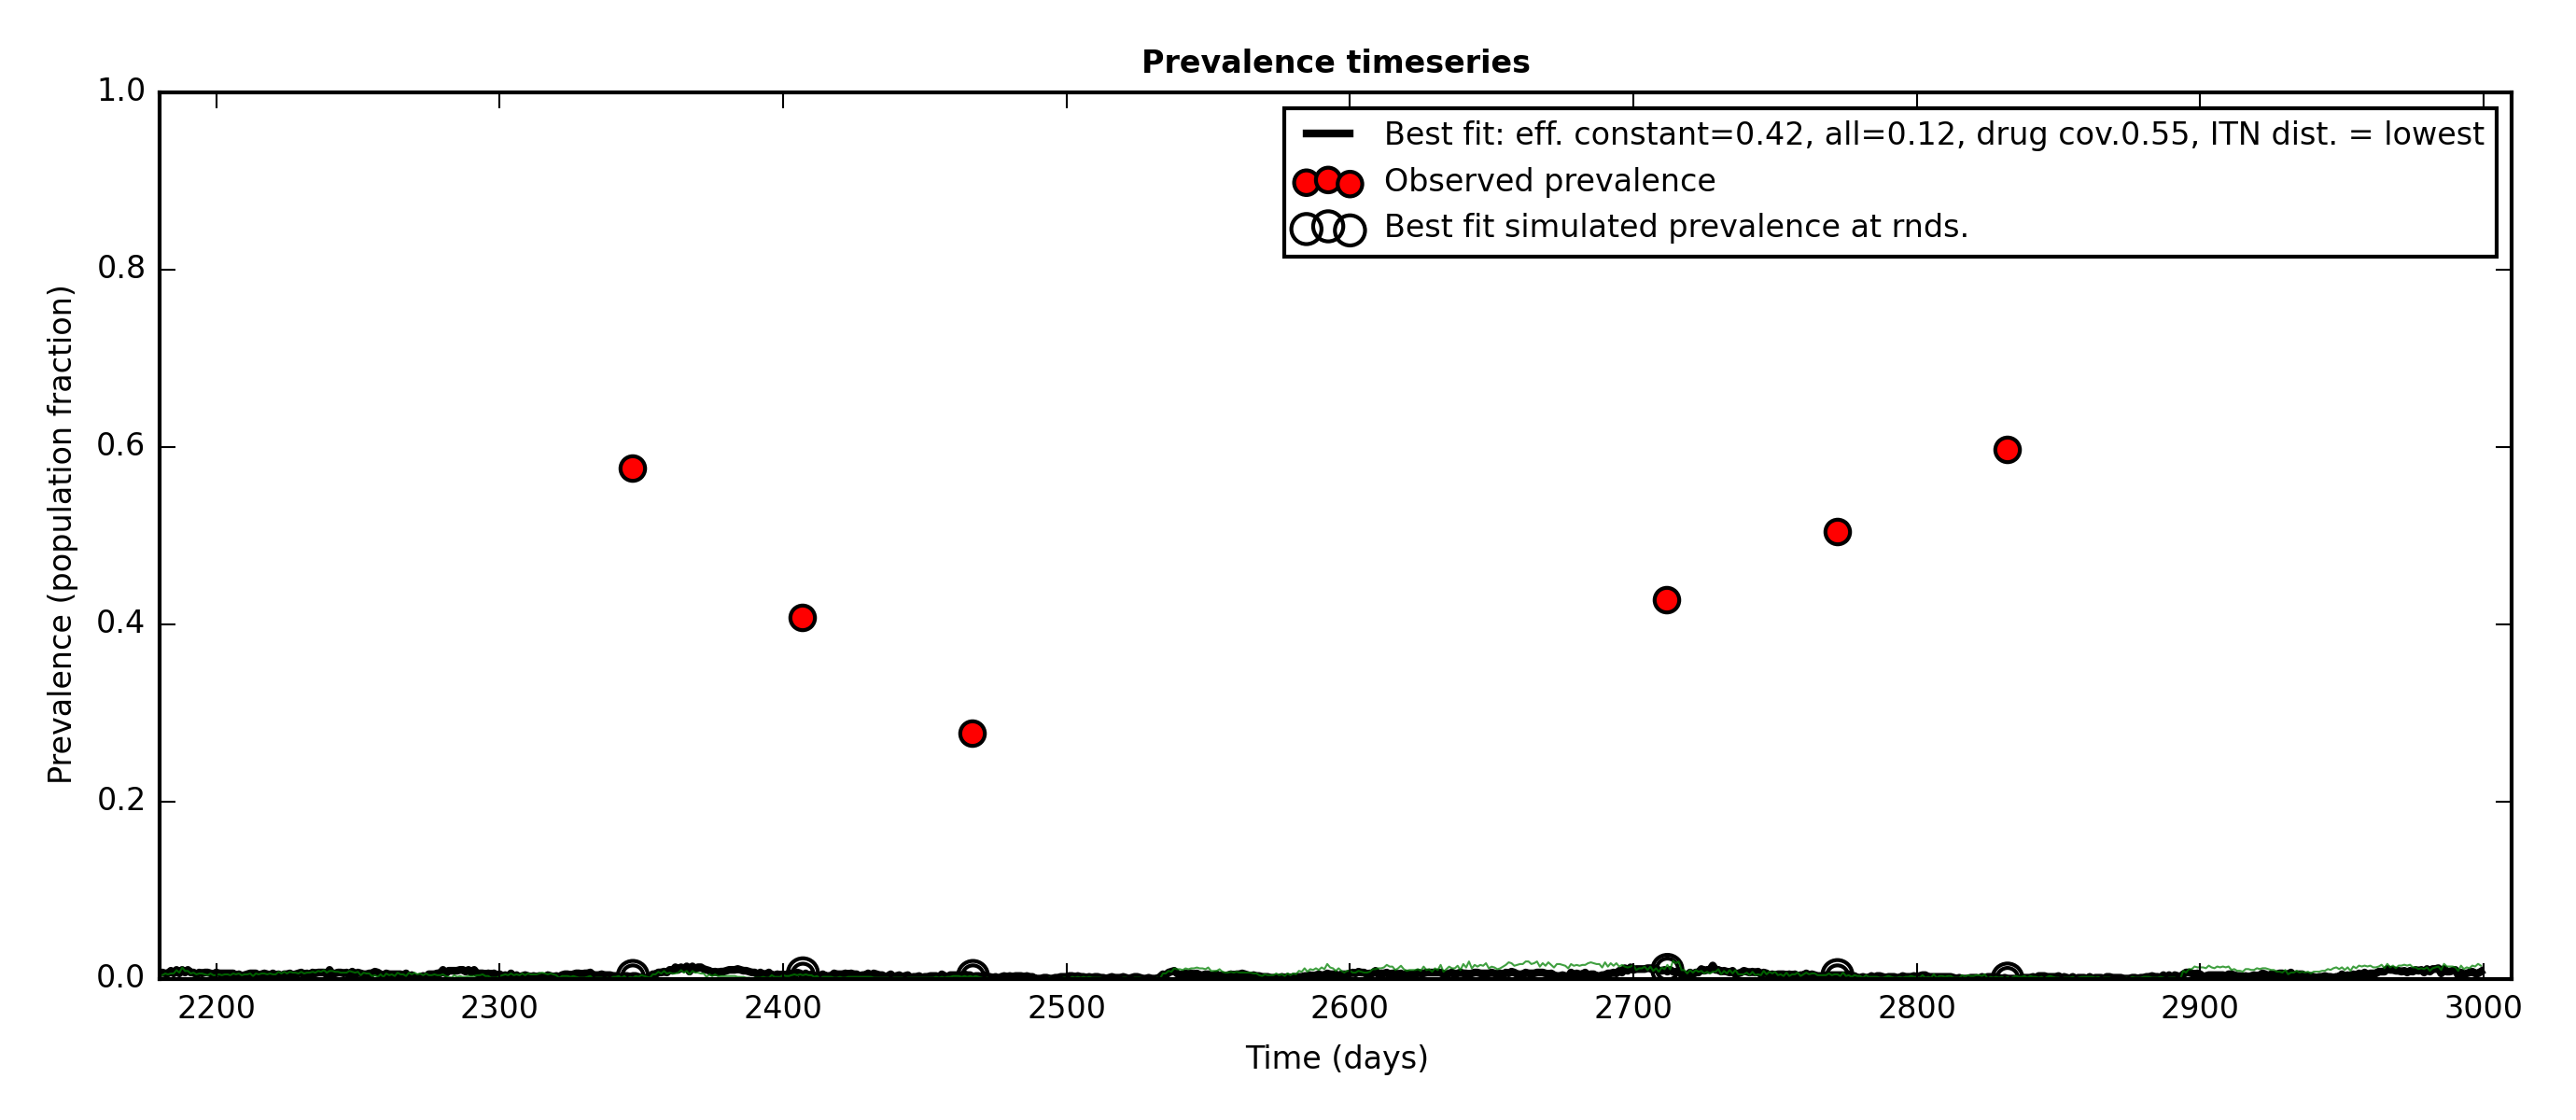 Prevalence timeseries
1.0
0.8
0.6
0.4
0.2
0.0
Prevalence (population fraction)
Best fit: eff. constant=0.42, all=0.12, drug cov.0.55, ITN dist. = lowest
Observed prevalence
Best fit simulated prevalence at rnds.
2200 2300 2400 2500 2600 2700 2800 2900 3000
Time (days)